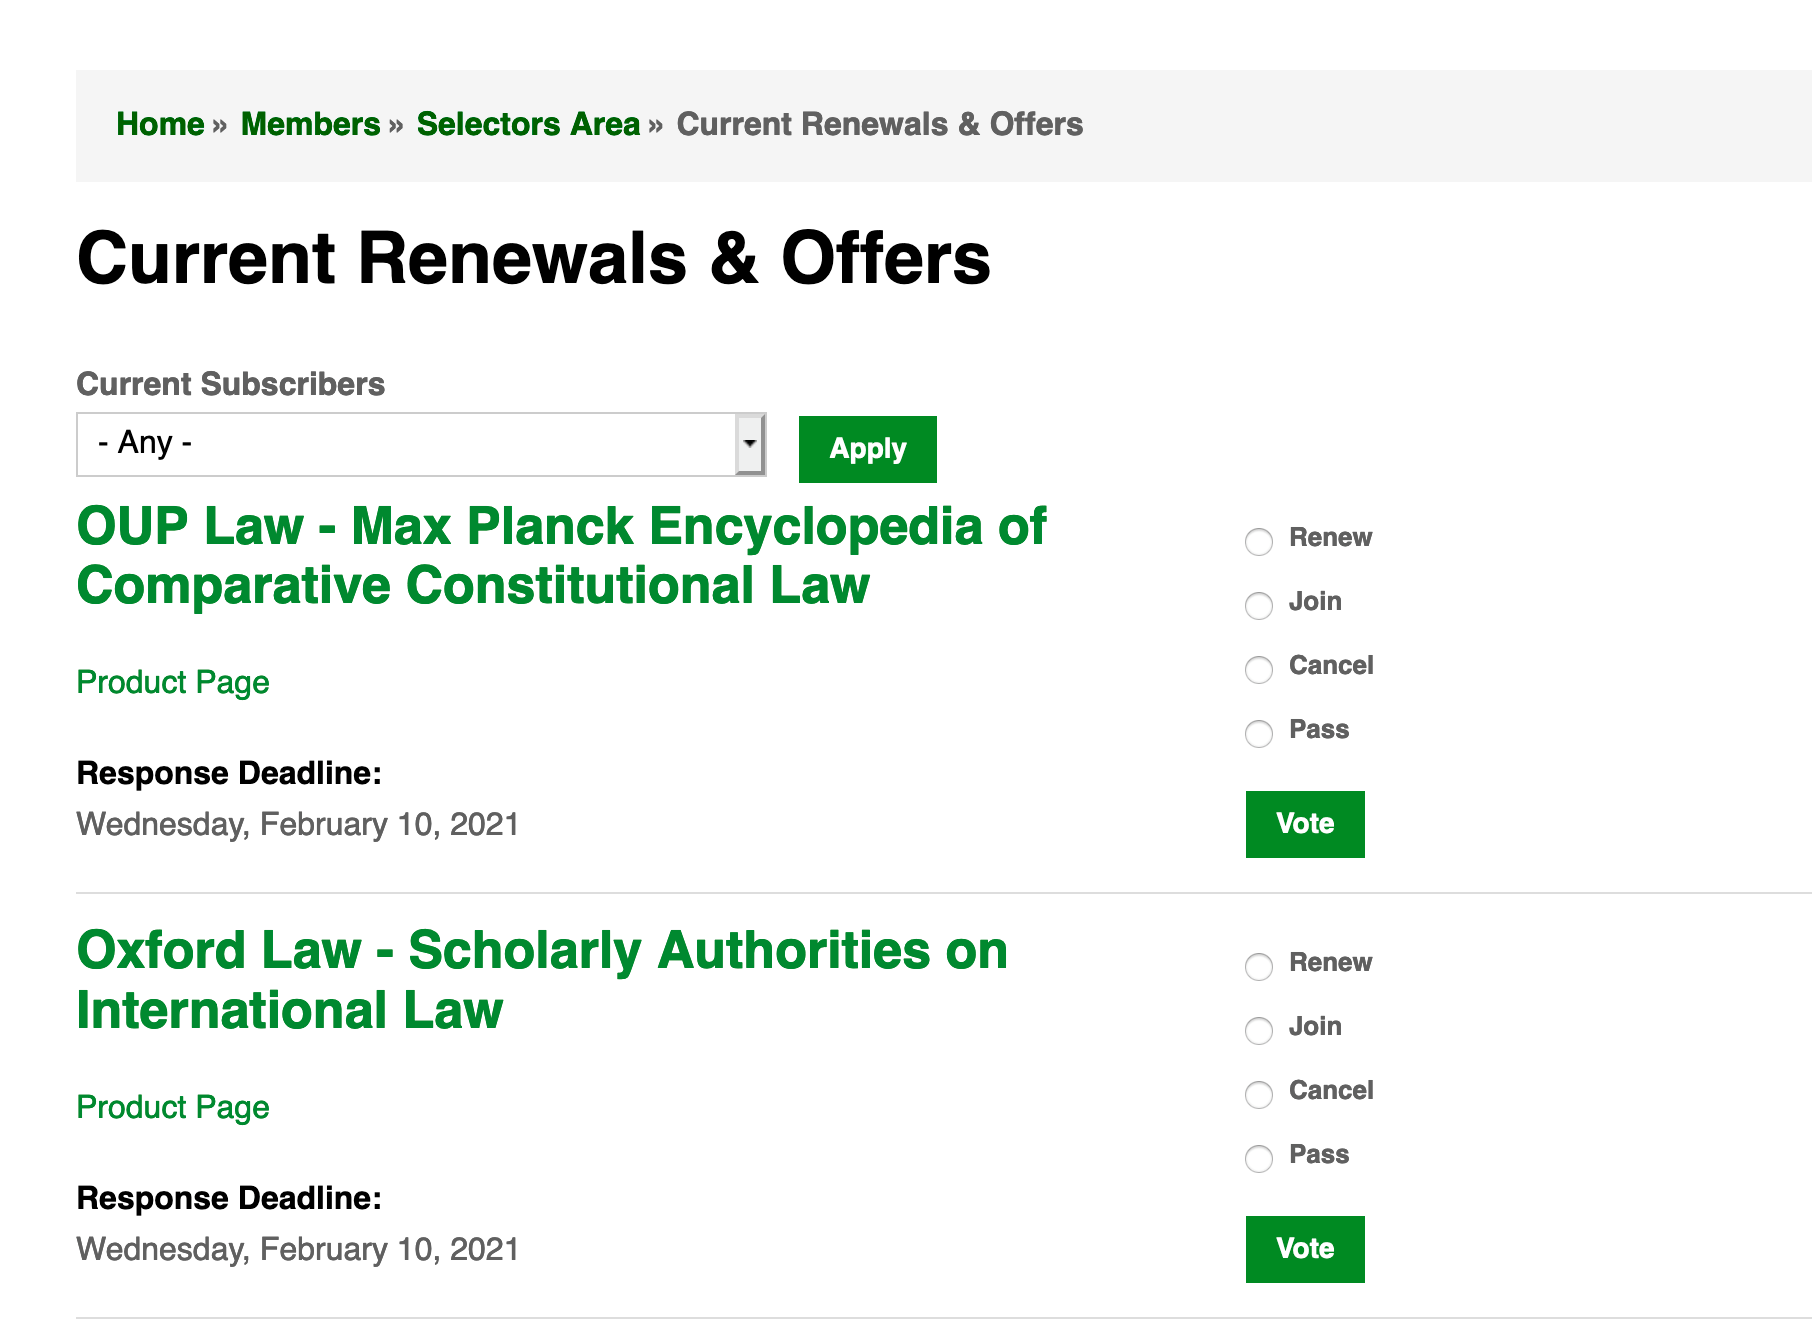 Home » Members » Selectors Area » Current Renewals & Offers
Current Renewals & Offers
Current Subscribers
- Any -
Apply
OUP Law - Max Planck Encyclopedia of
Comparative Constitutional Law
Product Page
Response Deadline:
Wednesday, February 10, 2021
Renew
Join
Cancel
Pass
Vote
Oxford Law - Scholarly Authorities on
International Law
Product Page
Response Deadline:
Wednesday, February 10, 2021
Renew
Join
Cancel
Pass
Vote